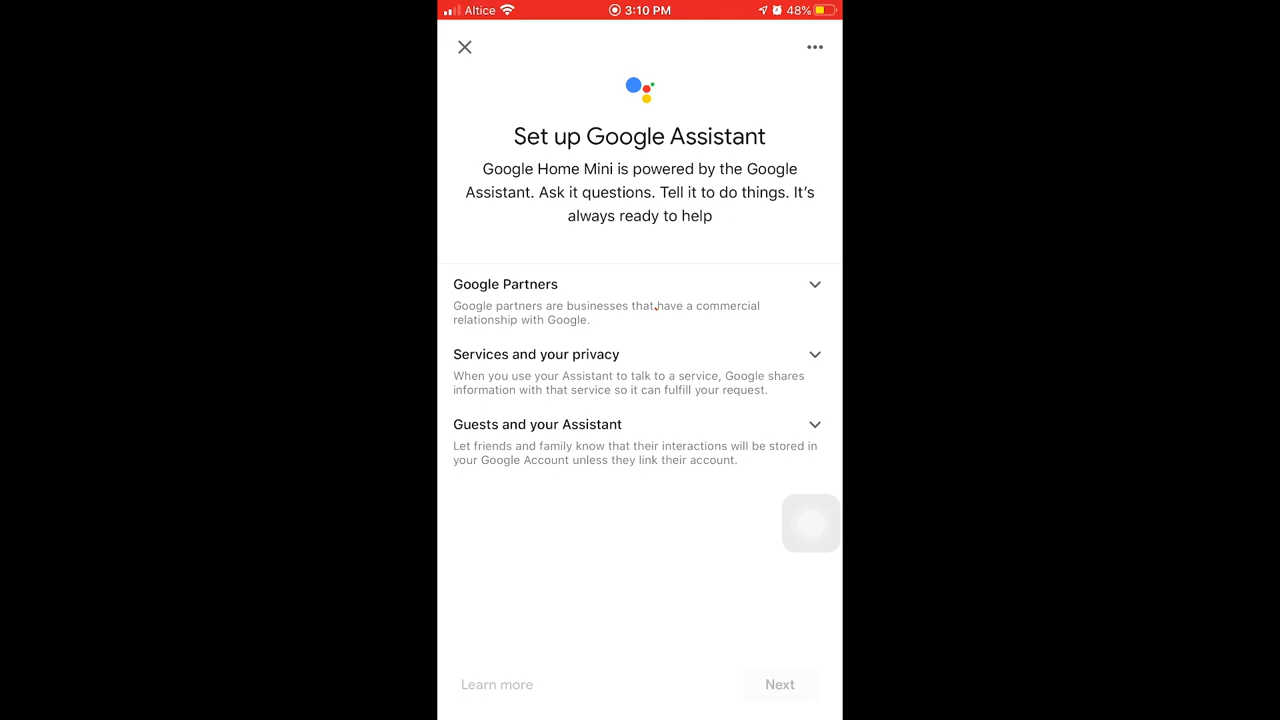 Altice 3:10 PM 48%
Set up Google Assistant
Google Home Mini is powered by the Google
Assistant. Ask it questions. Tell it to do things. It's
always ready to help
Google Partners
Google partners are businesses that have a commercial
relationship with Google.
Services and your privacy
When you use your Assistant to talk to a service, Google shares
information with that service so it can fulfill your request.
Guests and your Assistant
Let friends and family know that their interactions will be stored in
your Google Account unless they link their account.
Learn more Next